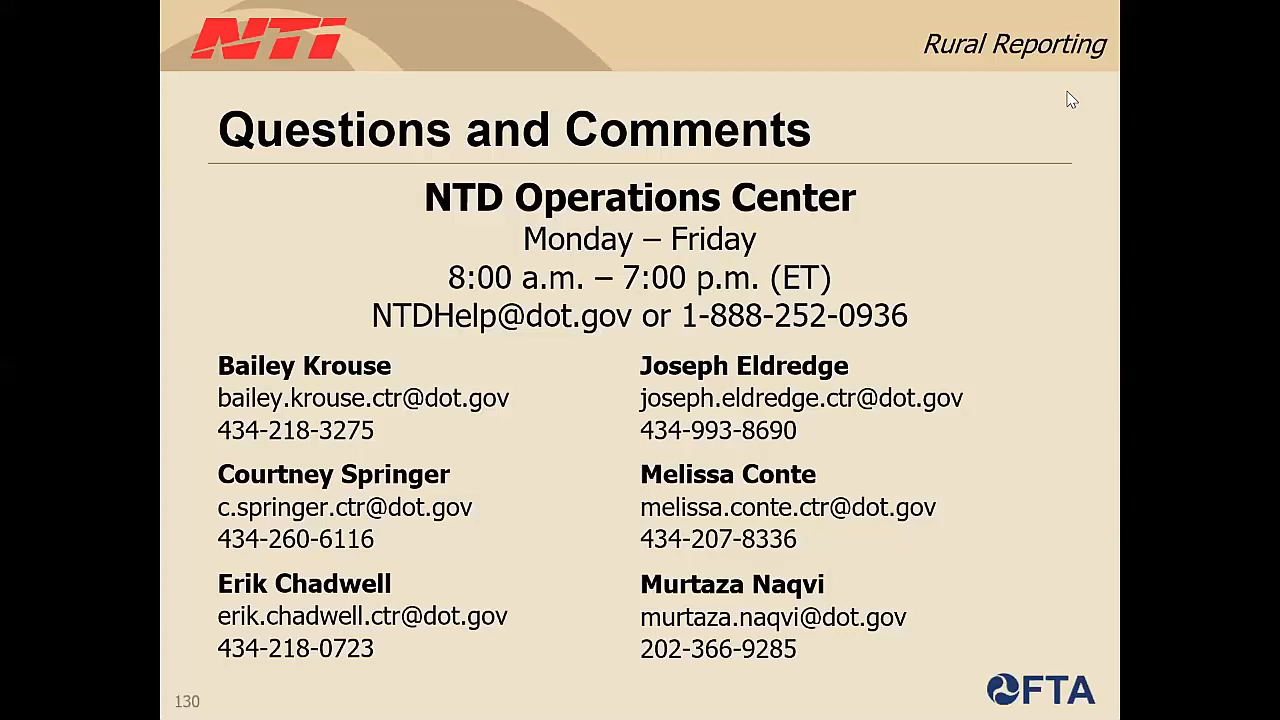 NTI
Rural Reporting
Questions and Comments
NTD Operations Center
Monday – Friday
8:00 a.m. – 7:00 p.m. (ET)
NTDHelp@dot.gov or 1-888-252-0936
Bailey Krouse
bailey.krouse.ctr@dot.gov
434-218-3275
Joseph Eldredge
joseph.eldredge.ctr@dot.gov
434-993-8690
Courtney Springer
c.springer.ctr@dot.gov
434-260-6116
Melissa Conte
melissa.conte.ctr@dot.gov
434-207-8336
Erik Chadwell
erik.chadwell.ctr@dot.gov
434-218-0723
Murtaza Naqvi
murtaza.naqvi@dot.gov
202-366-9285
130
FTA